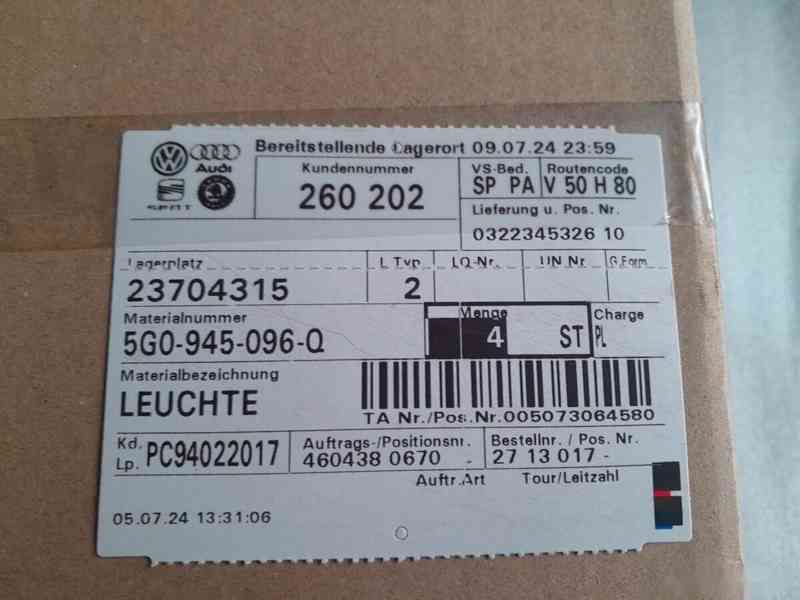 Bereitstellende Lagerort 09.07.24 23:59
Audi
SEAT
Kundennummer
260 202
VS-Bed. Routencode
SP PA V 50 H 80
Lieferung u. Pos. Nr.
0322345326 10
Lagerplatz L Typ LQ-Nr. UN Nr G.Form
23704315 2
Materialnummer Menge Charge
5G0-945-096-Q 4 ST PL
Materialbezeichnung
LEUCHTE
TA Nr./Pos.Nr.005073064580
Kd. Lp. PC94022017
Auftrags-/Positionsnr. Bestellnr. / Pos. Nr.
460438 0670 - 27 13 017 -
Auftr.Art Tour/Leitzahl
05.07.24 13:31:06